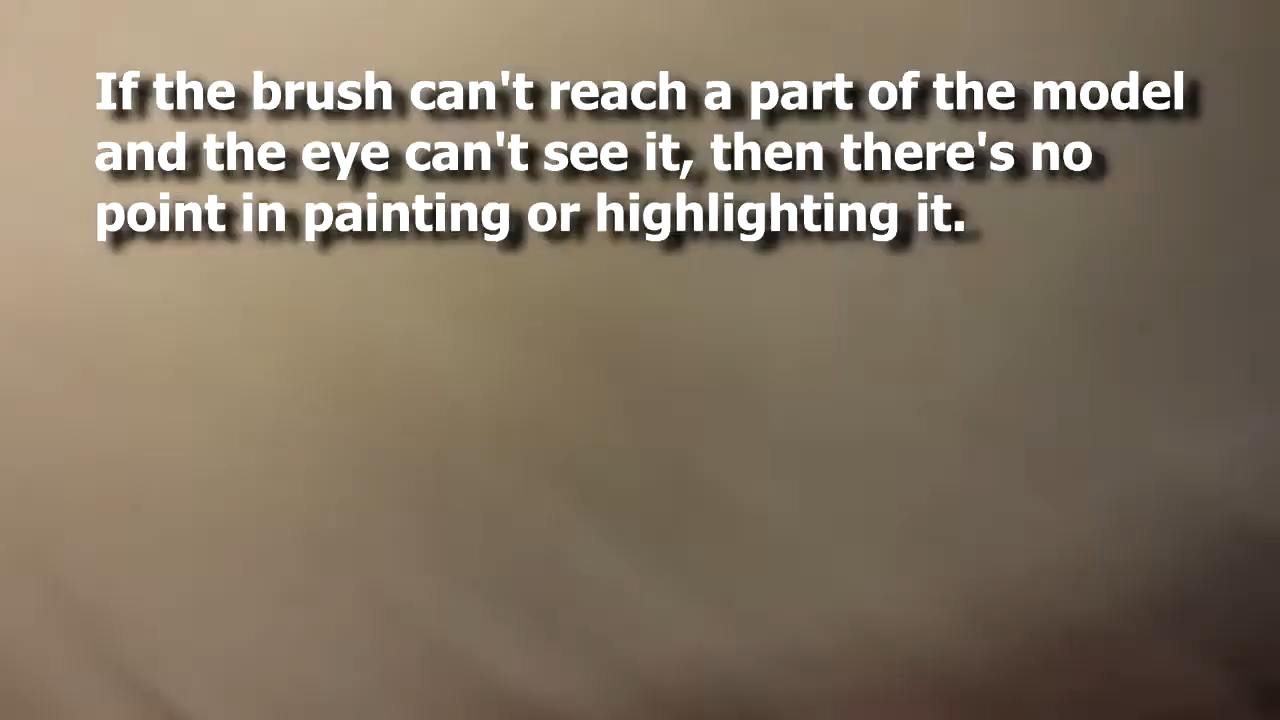 If the brush can't reach a part of the model
and the eye can't see it, then there's no
point in painting or highlighting it.